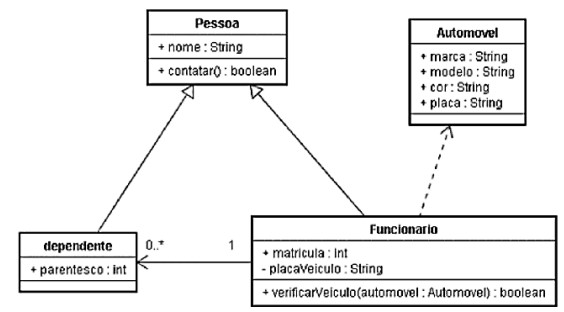 Pessoa
+ nome : String
+ contatar() : boolean
Automovel
+ marca : String
+ modelo : String
+ cor : String
+ placa : String
dependente
+ parentesco : int
0..*
1
Funcionario
+ matricula : Int
- placaVeiculo : String
+ verificarVeiculo(automovel : Automovel) : boolean